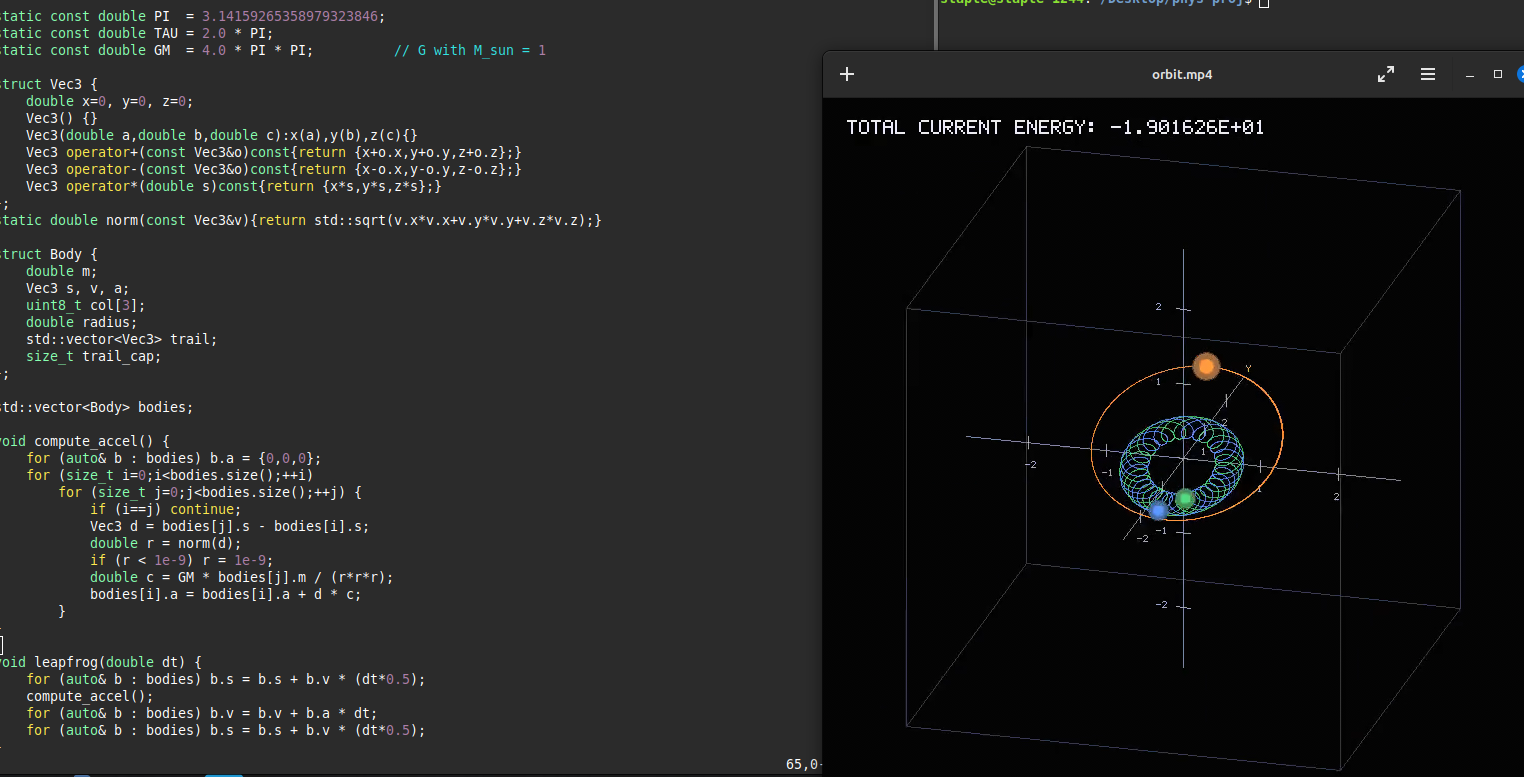 static const double PI  = 3.14159265358979323846;
static const double TAU = 2.0 * PI;
static const double GM  = 4.0 * PI * PI;          // G with M_sun = 1
struct Vec3 {
    double x=0, y=0, z=0;
    Vec3() {}
    Vec3(double a,double b,double c):x(a),y(b),z(c){}
    Vec3 operator+(const Vec3&o)const{return {x+o.x,y+o.y,z+o.z};}
    Vec3 operator-(const Vec3&o)const{return {x-o.x,y-o.y,z-o.z};}
    Vec3 operator*(double s)const{return {x*s,y*s,z*s};}
};
static double norm(const Vec3&v){return std::sqrt(v.x*v.x+v.y*v.y+v.z*v.z);}
struct Body {
    double m;
    Vec3 s, v, a;
    uint8_t col[3];
    double radius;
    std::vector<Vec3> trail;
    size_t trail_cap;
};
std::vector<Body> bodies;
void compute_accel() {
    for (auto& b : bodies) b.a = {0,0,0};
    for (size_t i=0;i<bodies.size();++i)
        for (size_t j=0;j<bodies.size();++j) {
            if (i==j) continue;
            Vec3 d = bodies[j].s - bodies[i].s;
            double r = norm(d);
            if (r < 1e-9) r = 1e-9;
            double c = GM * bodies[j].m / (r*r*r);
            bodies[i].a = bodies[i].a + d * c;
        }
void leapfrog(double dt) {
    for (auto& b : bodies) b.s = b.s + b.v * (dt*0.5);
    compute_accel();
    for (auto& b : bodies) b.v = b.v + b.a * dt;
    for (auto& b : bodies) b.s = b.s + b.v * (dt*0.5);
65,0-
orbit.mp4
TOTAL CURRENT ENERGY: -1.901626E+01
2
1
Y
2
1
-2
-1
1
2
-1
-2
-2